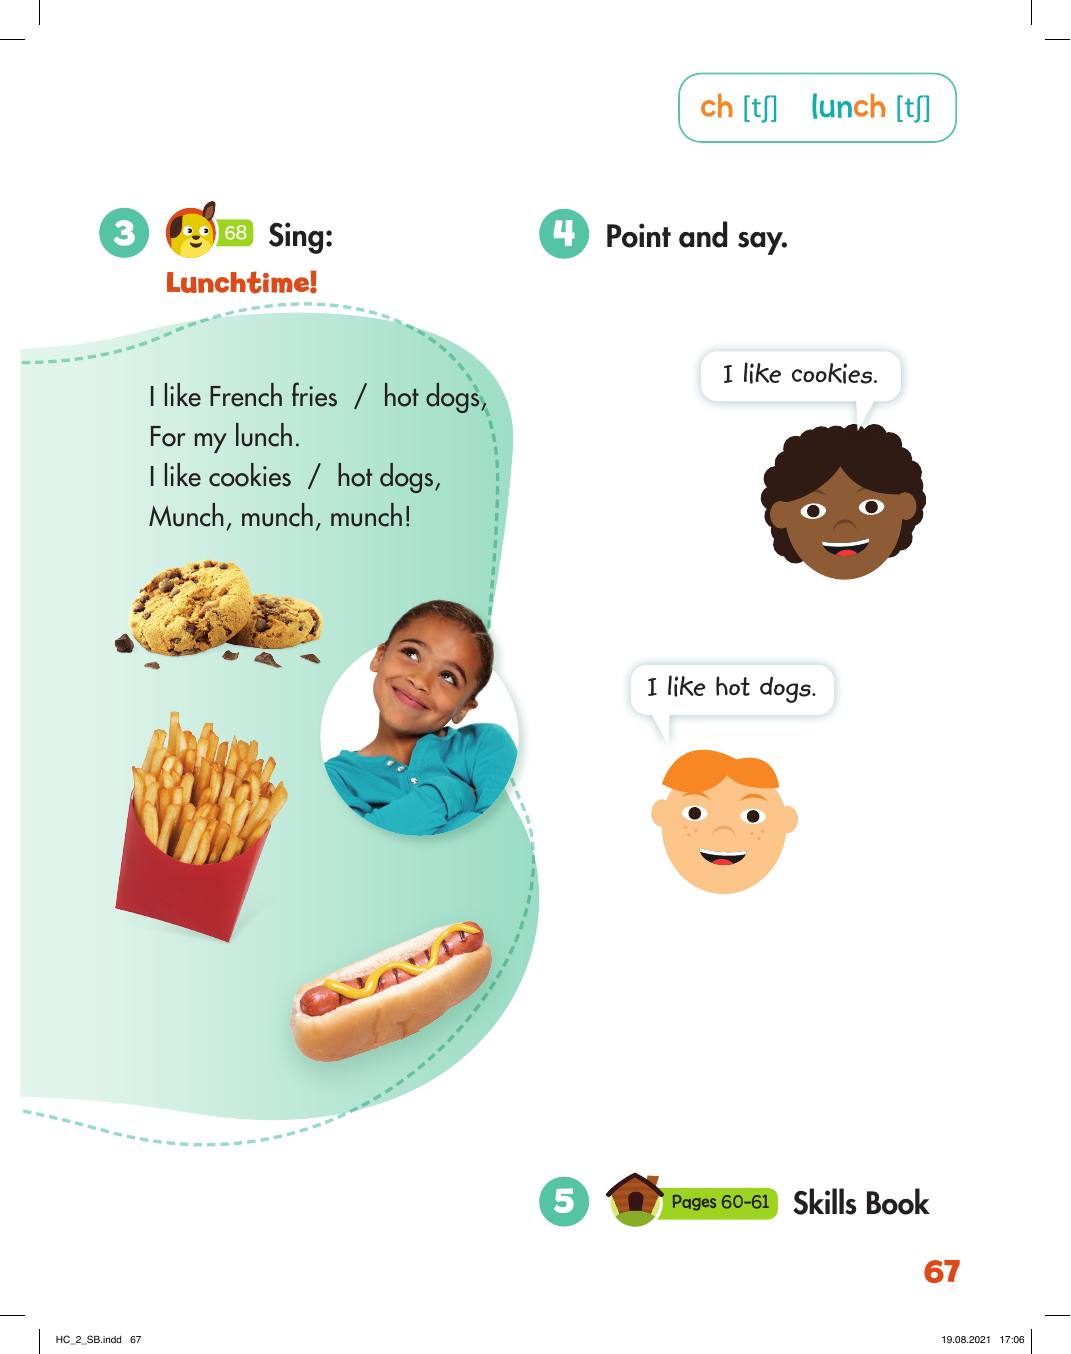 ch [tʃ] lunch [tʃ]
3 68 Sing:
Lunchtime!
I like French fries / hot dogs,
For my lunch.
I like cookies / hot dogs,
Munch, munch, munch!
4 Point and say.
I like cookies.
I like hot dogs.
5 Pages 60–61 Skills Book
67
HC_2_SB.indd 67
19.08.2021 17:06